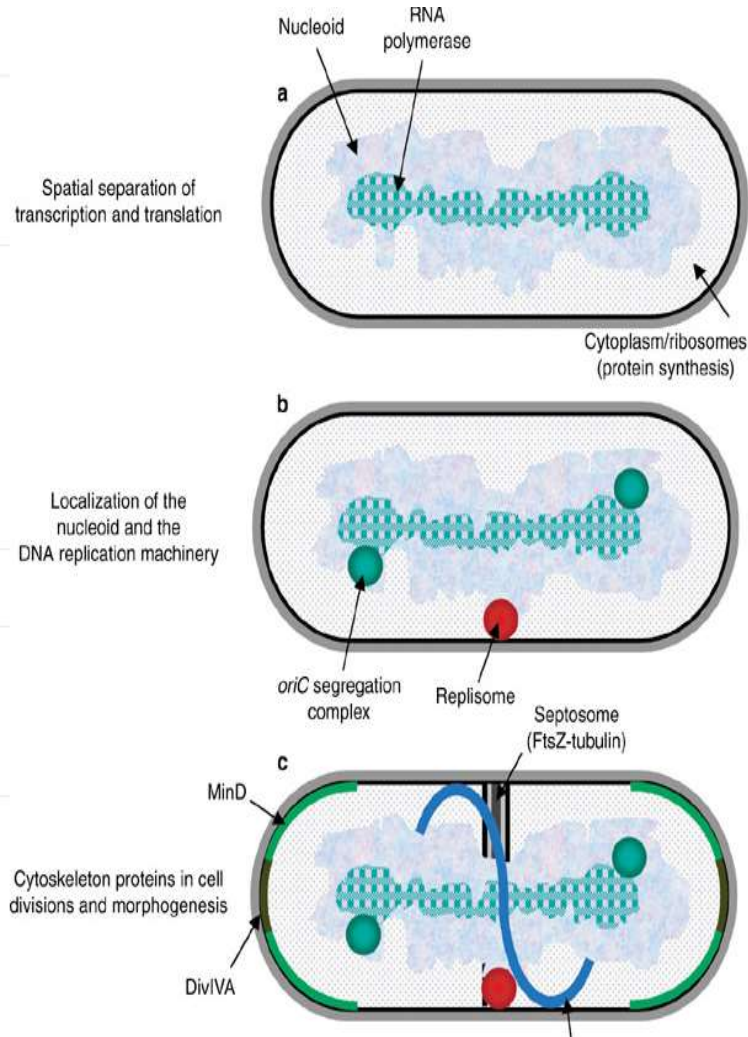 Nucleoid
RNA
polymerase
a
Spatial separation of
transcription and translation
Cytoplasm/ribosomes
(protein synthesis)
b
Localization of the
nucleoid and the
DNA replication machinery
oriC segregation
complex
Replisome
Septosome
(FtsZ-tubulin)
c
MinD
Cytoskeleton proteins in cell
divisions and morphogenesis
DivIVA